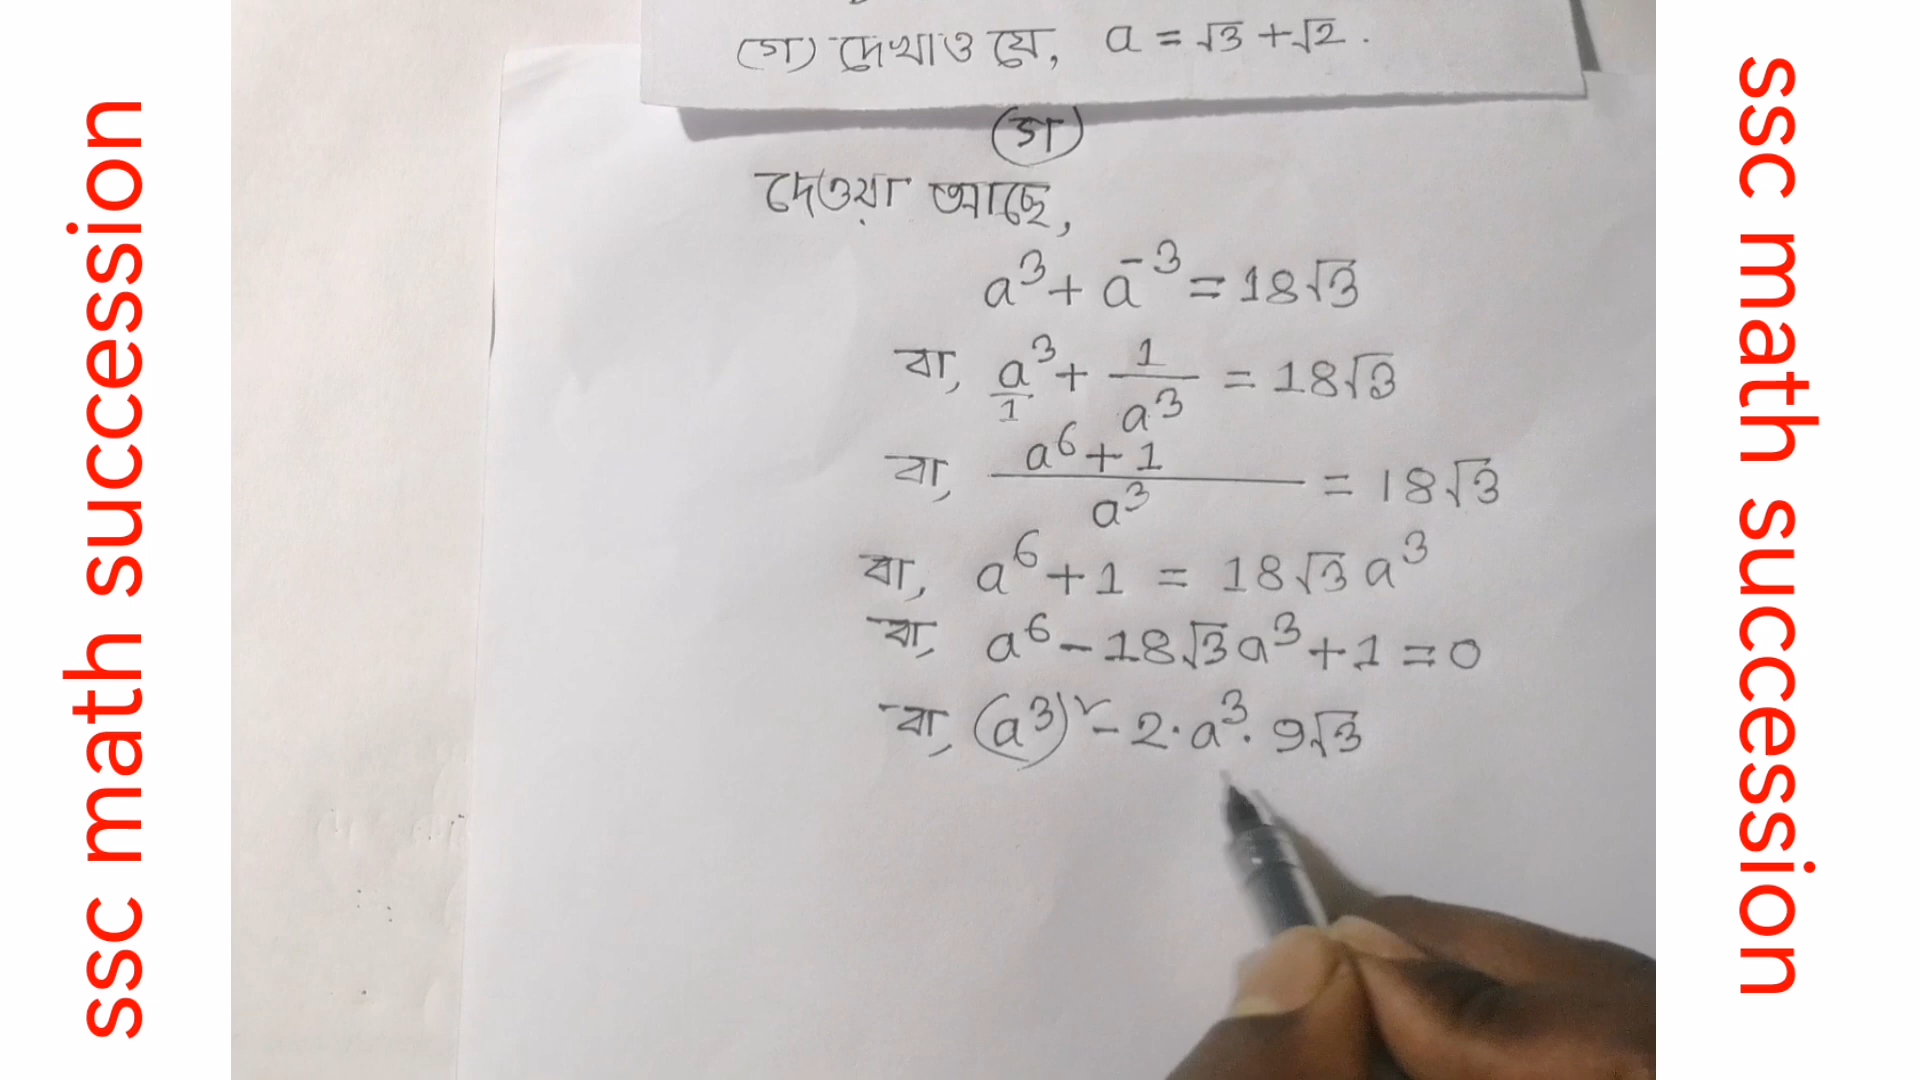 ssc math succession
(গ) দেখাও যে, a = √3 + √2 .
(গ)
দেওয়া আছে,
a³ + a⁻³ = 18√3
বা, a³/1 + 1/a³ = 18√3
বা, (a⁶ + 1)/a³ = 18√3
বা, a⁶ + 1 = 18√3 a³
বা, a⁶ - 18√3 a³ + 1 = 0
বা, (a³)² - 2 · a³ · 9√3
ssc math succession